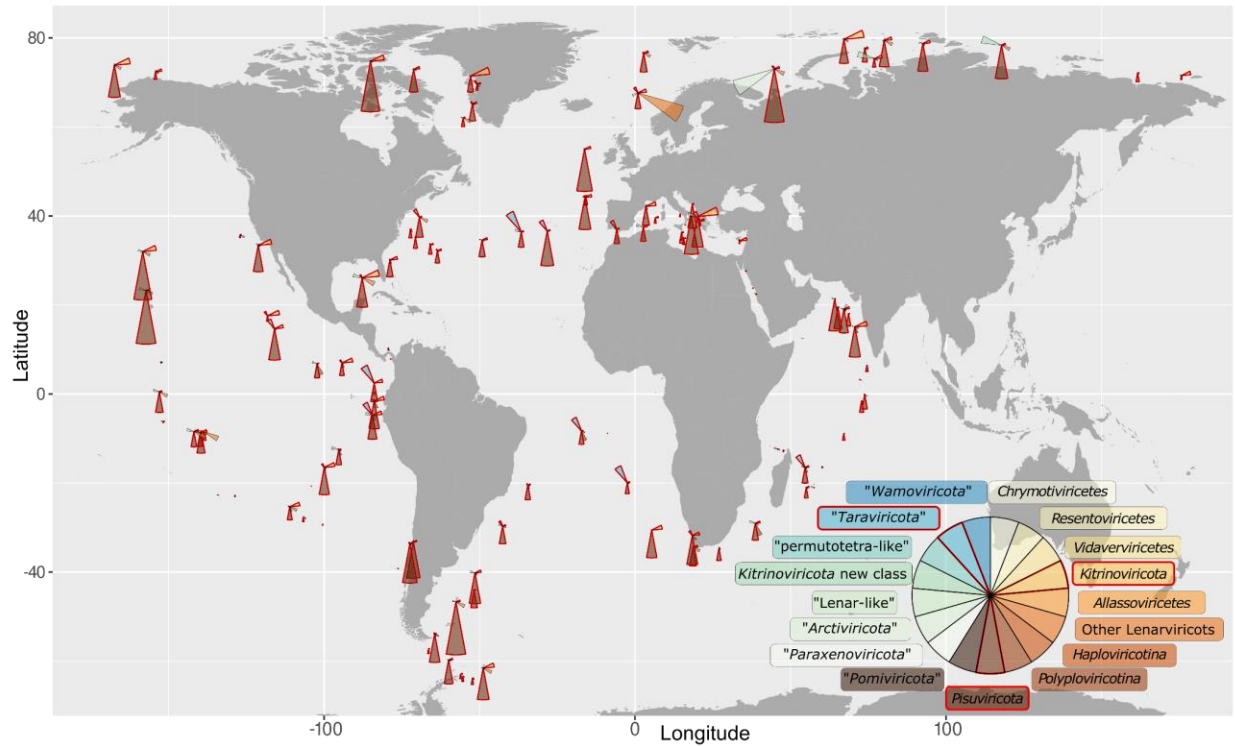 80
40
0
-40
Latitude
-100
0
100
Longitude
"Wamoviricota"
Chrymotiviricetes
"Taraviricota"
Resentoviricetes
"permutotetra-like"
Vidaverviricetes
Kitrinoviricota new class
Kitrinoviricota
"Lenar-like"
Allassoviricetes
"Arctiviricota"
Other Lenarviricots
"Paraxenoviricota"
Haploviricotina
"Pomiviricota"
Polyploviricotina
Pisuviricota